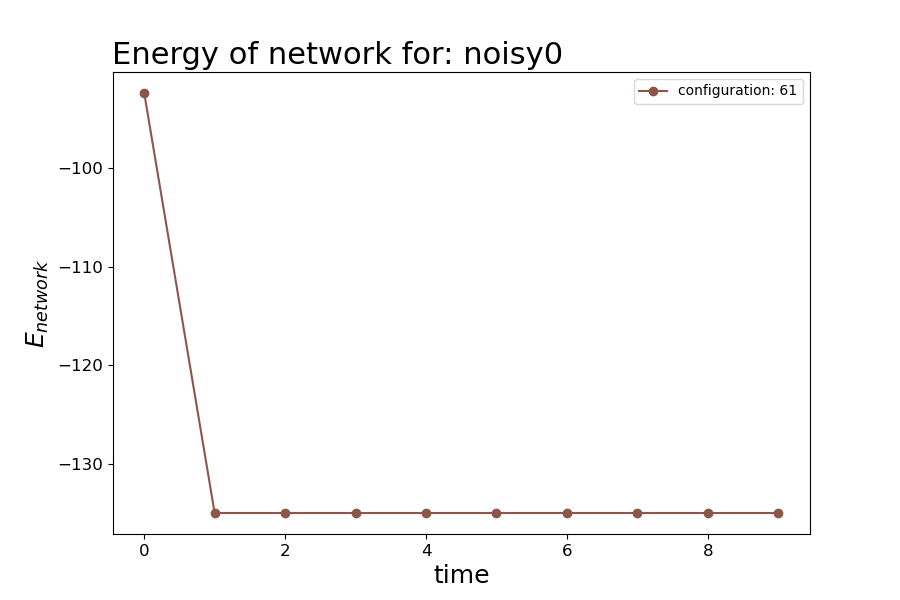 Energy of network for: noisy0
configuration: 61
−100
−110
−120
−130
E_network
0 2 4 6 8
time